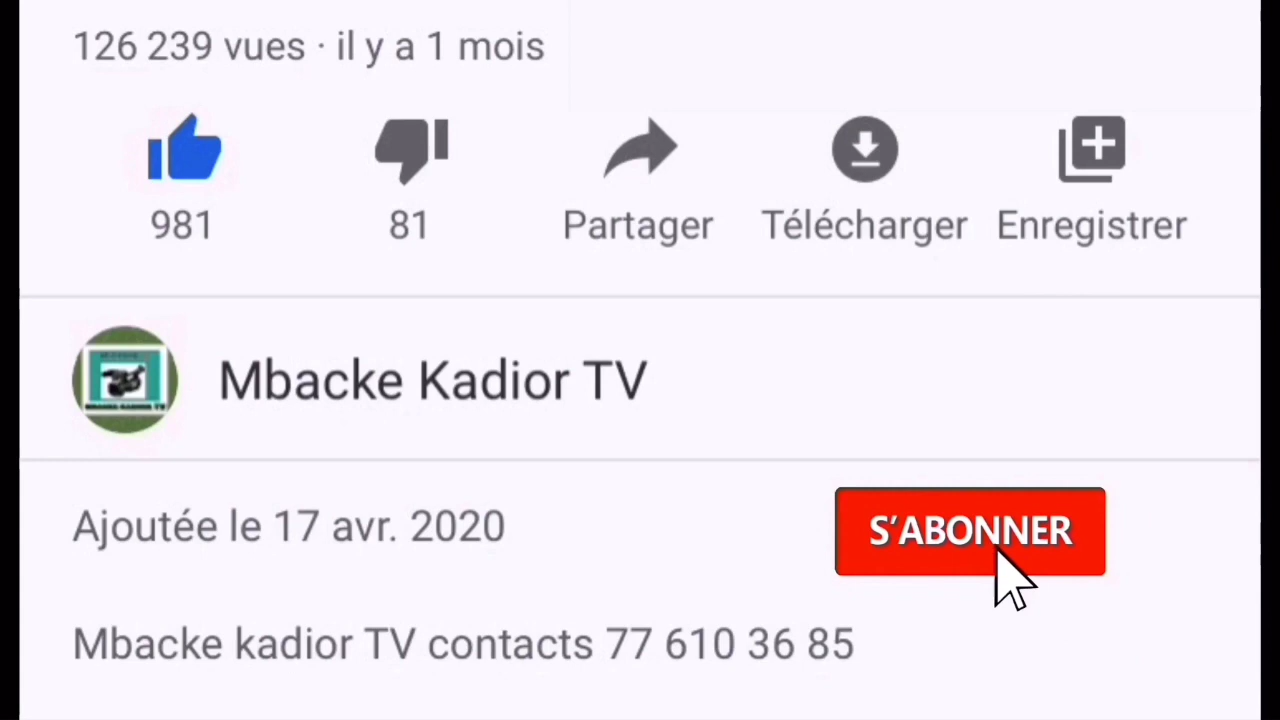 126 239 vues · il y a 1 mois
981
81
Partager
Télécharger
Enregistrer
Mbacke Kadior TV
Ajoutée le 17 avr. 2020
S'ABONNER
Mbacke kadior TV contacts 77 610 36 85